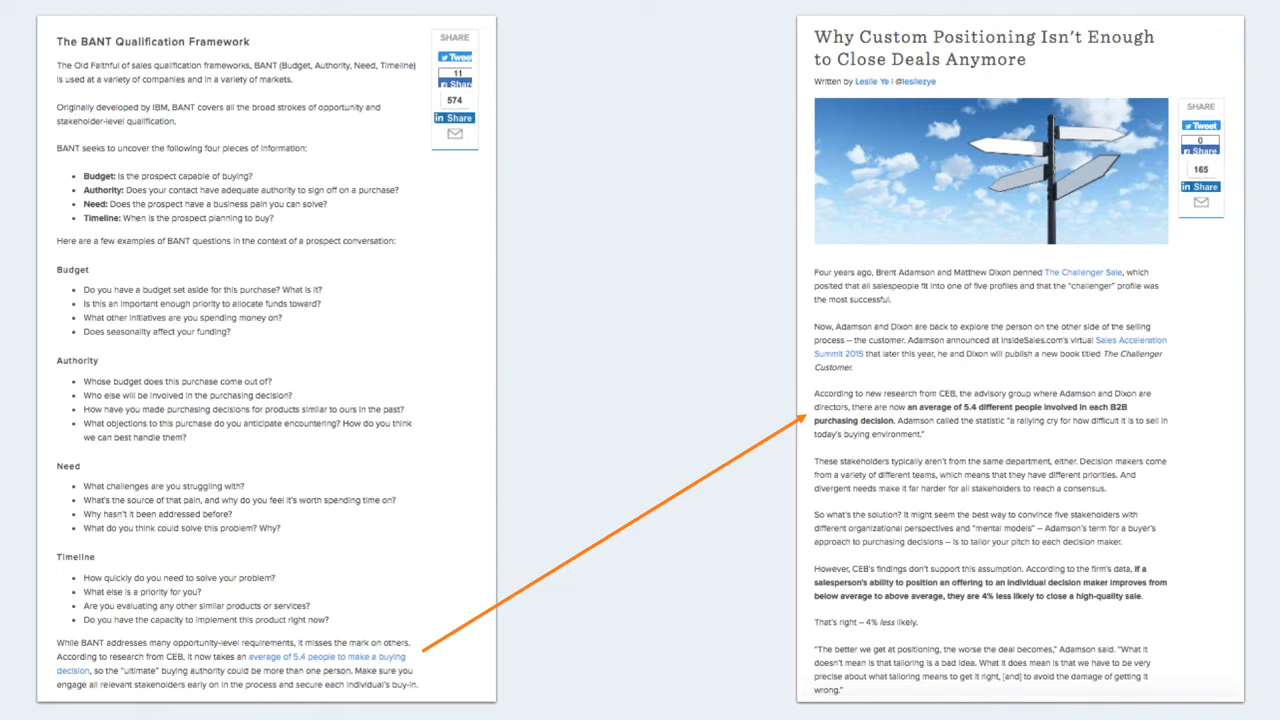 The BANT Qualification Framework
The Old Faithful of sales qualification frameworks, BANT (Budget, Authority, Need, Timeline)
is used at a variety of companies and in a variety of markets.
Originally developed by IBM, BANT covers all the broad strokes of opportunity and
stakeholder-level qualification.
BANT seeks to uncover the following four pieces of information:
• Budget: Is the prospect capable of buying?
• Authority: Does your contact have adequate authority to sign off on a purchase?
• Need: Does the prospect have a business pain you can solve?
• Timeline: When is the prospect planning to buy?
Here are a few examples of BANT questions in the context of a prospect conversation:
Budget
• Do you have a budget set aside for this purchase? What is it?
• Is this an important enough priority to allocate funds toward?
• What other initiatives are you spending money on?
• Does seasonality affect your funding?
Authority
• Whose budget does this purchase come out of?
• Who else will be involved in the purchasing decision?
• How have you made purchasing decisions for products similar to ours in the past?
• What objections to this purchase do you anticipate encountering? How do you think
we can best handle them?
Need
• What challenges are you struggling with?
• What's the source of that pain, and why do you feel it's worth spending time on?
• Why hasn't it been addressed before?
• What do you think could solve this problem? Why?
Timeline
• How quickly do you need to solve your problem?
• What else is a priority for you?
• Are you evaluating any other similar products or services?
• Do you have the capacity to implement this product right now?
While BANT addresses many opportunity-level requirements, it misses the mark on others.
According to research from CEB, it now takes an average of 5.4 people to make a buying
decision, so the "ultimate" buying authority could be more than one person. Make sure you
engage all relevant stakeholders early on in the process and secure each individual's buy-in.
SHARE
Tweet
11
Share
574
in Share
Why Custom Positioning Isn't Enough
to Close Deals Anymore
Written by Leslie Ye | @lesliezye
SHARE
Tweet
0
Share
165
in Share
Four years ago, Brent Adamson and Matthew Dixon penned The Challenger Sale, which
posited that all salespeople fit into one of five profiles and that the "challenger" profile was
the most successful.
Now, Adamson and Dixon are back to explore the person on the other side of the selling
process -- the customer. Adamson announced at InsideSales.com's virtual Sales Acceleration
Summit 2015 that later this year, he and Dixon will publish a new book titled The Challenger
Customer.
According to new research from CEB, the advisory group where Adamson and Dixon are
directors, there are now an average of 5.4 different people involved in each B2B
purchasing decision. Adamson called the statistic "a rallying cry for how difficult it is to sell in
today's buying environment."
These stakeholders typically aren't from the same department, either. Decision makers come
from a variety of different teams, which means that they have different priorities. And
divergent needs make it far harder for all stakeholders to reach a consensus.
So what's the solution? It might seem the best way to convince five stakeholders with
different organizational perspectives and "mental models" -- Adamson's term for a buyer's
approach to purchasing decisions -- is to tailor your pitch to each decision maker.
However, CEB's findings don't support this assumption. According to the firm's data, if a
salesperson's ability to position an offering to an individual decision maker improves from
below average to above average, they are 4% less likely to close a high-quality sale.
That's right -- 4% less likely.
"The better we get at positioning, the worse the deal becomes," Adamson said. "What it
doesn't mean is that tailoring is a bad idea. What it does mean is that we have to be very
precise about what tailoring means to get it right, [and] to avoid the damage of getting it
wrong."